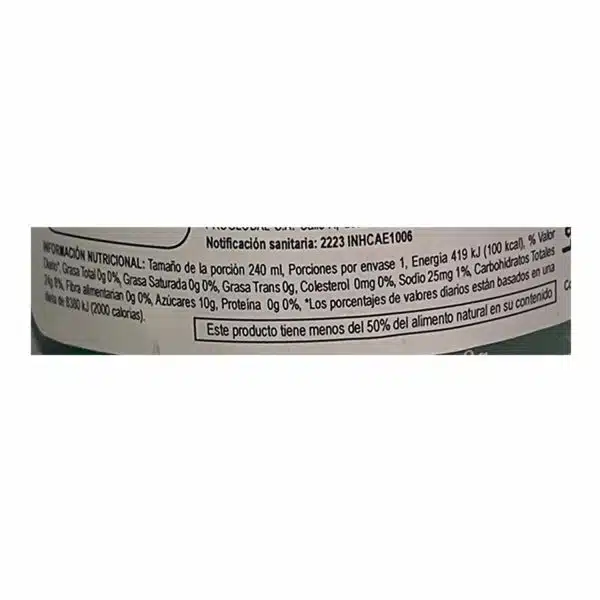 Notificación sanitaria: 2223 INHCAE1006
INFORMACIÓN NUTRICIONAL: Tamaño de la porción 240 ml, Porciones por envase 1, Energía 419 kJ (100 kcal), % Valor
Diario*, Grasa Total 0g 0%, Grasa Saturada 0g 0%, Grasa Trans 0g, Colesterol 0mg 0%, Sodio 25mg 1%, Carbohidratos Totales
24g 8%, Fibra alimentarian 0g 0%, Azúcares 10g, Proteína 0g 0%, *Los porcentajes de valores diarios están basados en una
dieta de 8380 kJ (2000 calorías).
Este producto tiene menos del 50% del alimento natural en su contenido